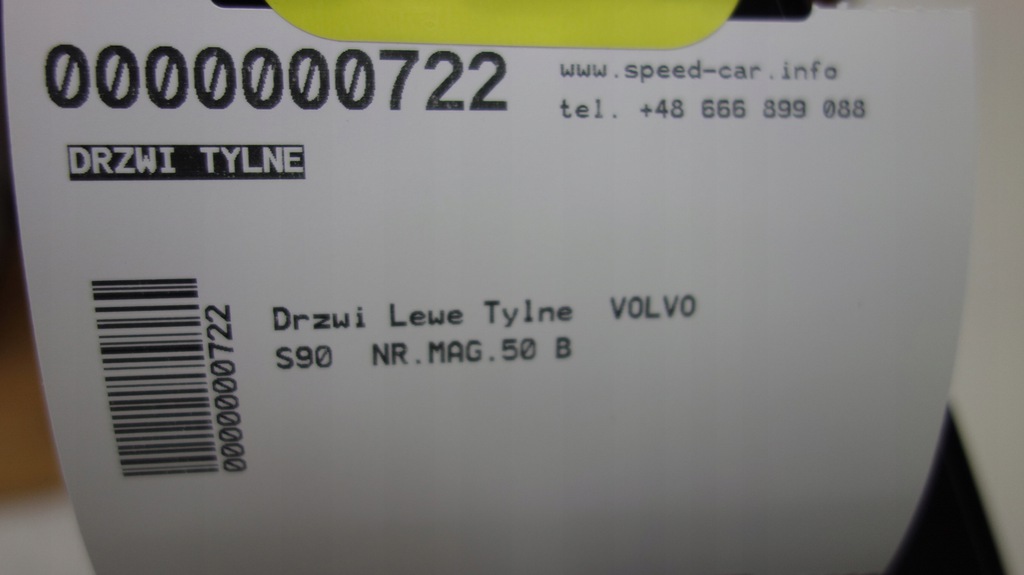 0000000722
www.speed-car.info
tel. +48 666 899 088
DRZWI TYLNE
0000000722
Drzwi Lewe Tylne VOLVO
S90 NR.MAG.50 B